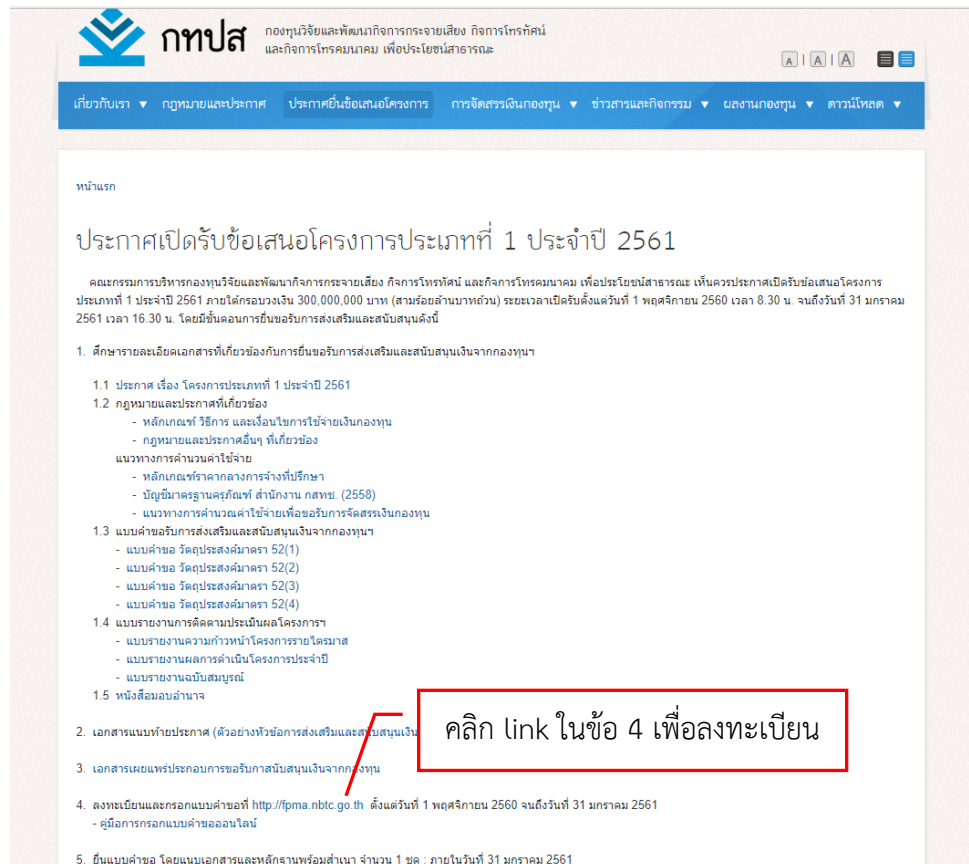 กทปส
กองทุนวิจัยและพัฒนากิจการกระจายเสียง กิจการโทรทัศน์
และกิจการโทรคมนาคม เพื่อประโยชน์สาธารณะ
A | A | A
เกี่ยวกับเรา ▼ กฎหมายและประกาศ ประกาศยื่นข้อเสนอโครงการ การจัดสรรเงินกองทุน ▼ ข่าวสารและกิจกรรม ▼ ผลงานกองทุน ▼ ดาวน์โหลด ▼
หน้าแรก
ประกาศเปิดรับข้อเสนอโครงการประเภทที่ 1 ประจำปี 2561
คณะกรรมการบริหารกองทุนวิจัยและพัฒนากิจการกระจายเสียง กิจการโทรทัศน์ และกิจการโทรคมนาคม เพื่อประโยชน์สาธารณะ เห็นควรประกาศเปิดรับข้อเสนอโครงการ
ประเภทที่ 1 ประจำปี 2561 ภายใต้กรอบวงเงิน 300,000,000 บาท (สามร้อยล้านบาทถ้วน) ระยะเวลาเปิดรับตั้งแต่วันที่ 1 พฤศจิกายน 2560 เวลา 8.30 น. จนถึงวันที่ 31 มกราคม
2561 เวลา 16.30 น. โดยมีขั้นตอนการยื่นขอรับการส่งเสริมและสนับสนุนดังนี้
1. ศึกษารายละเอียดเอกสารที่เกี่ยวข้องกับการยื่นขอรับการส่งเสริมและสนับสนุนเงินจากกองทุนฯ
1.1 ประกาศ เรื่อง โครงการประเภทที่ 1 ประจำปี 2561
1.2 กฎหมายและประกาศที่เกี่ยวข้อง
- หลักเกณฑ์ วิธีการ และเงื่อนไขการใช้จ่ายเงินกองทุน
- กฎหมายและประกาศอื่นๆ ที่เกี่ยวข้อง
แนวทางการคำนวนค่าใช้จ่าย
- หลักเกณฑ์ราคากลางการจ้างที่ปรึกษา
- บัญชีมาตรฐานครุภัณฑ์ สำนักงาน กสทช. (2558)
- แนวทางการคำนวณค่าใช้จ่ายเพื่อขอรับการจัดสรรเงินกองทุน
1.3 แบบคำขอรับการส่งเสริมและสนับสนุนเงินจากกองทุนฯ
- แบบคำขอ วัตถุประสงค์มาตรา 52(1)
- แบบคำขอ วัตถุประสงค์มาตรา 52(2)
- แบบคำขอ วัตถุประสงค์มาตรา 52(3)
- แบบคำขอ วัตถุประสงค์มาตรา 52(4)
1.4 แบบรายงานการติดตามประเมินผลโครงการฯ
- แบบรายงานความก้าวหน้าโครงการรายไตรมาส
- แบบรายงานผลการดำเนินโครงการประจำปี
- แบบรายงานฉบับสมบูรณ์
1.5 หนังสือมอบอำนาจ
คลิก link ในข้อ 4 เพื่อลงทะเบียน
2. เอกสารแนบท้ายประกาศ (ตัวอย่างหัวข้อการส่งเสริมและสนับสนุนเงิน
3. เอกสารเผยแพร่ประกอบการขอรับกาสนับสนุนเงินจากกองทุน
4. ลงทะเบียนและกรอกแบบคำขอที่ http://fpma.nbtc.go.th ตั้งแต่วันที่ 1 พฤศจิกายน 2560 จนถึงวันที่ 31 มกราคม 2561
- คู่มือการกรอกแบบคำขอออนไลน์
5. ยื่นแบบคำขอ โดยแนบเอกสารและหลักฐานพร้อมสำเนา จำนวน 1 ชุด : ภายในวันที่ 31 มกราคม 2561